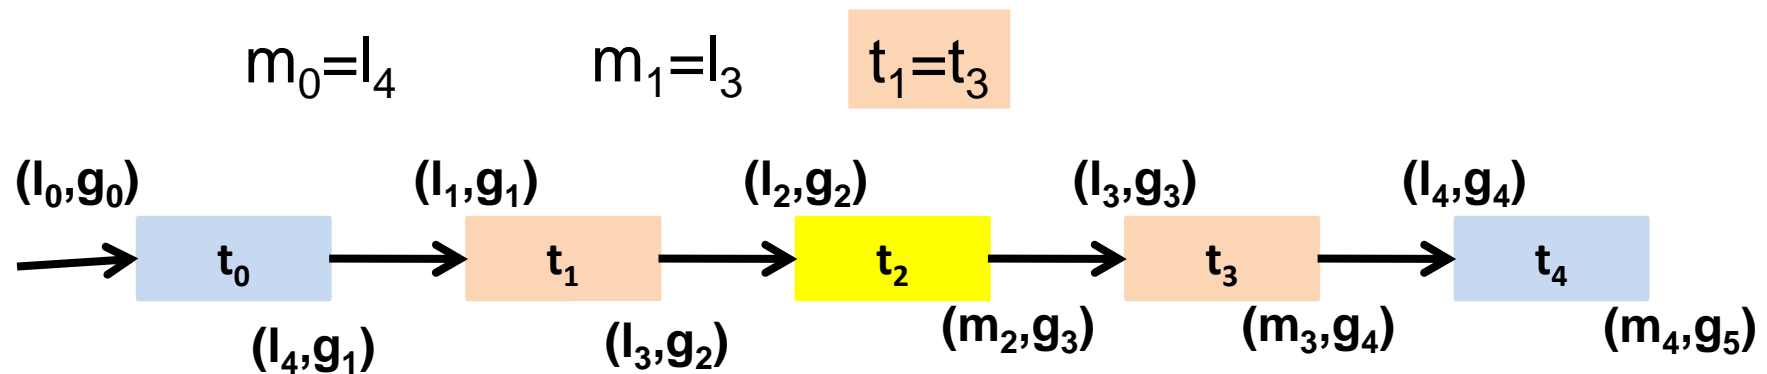 m₀=l₄ m₁=l₃ t₁=t₃
(l₀,g₀) (l₁,g₁) (l₂,g₂) (l₃,g₃) (l₄,g₄)
t₀ t₁ t₂ t₃ t₄
(l₄,g₁) (l₃,g₂) (m₂,g₃) (m₃,g₄) (m₄,g₅)